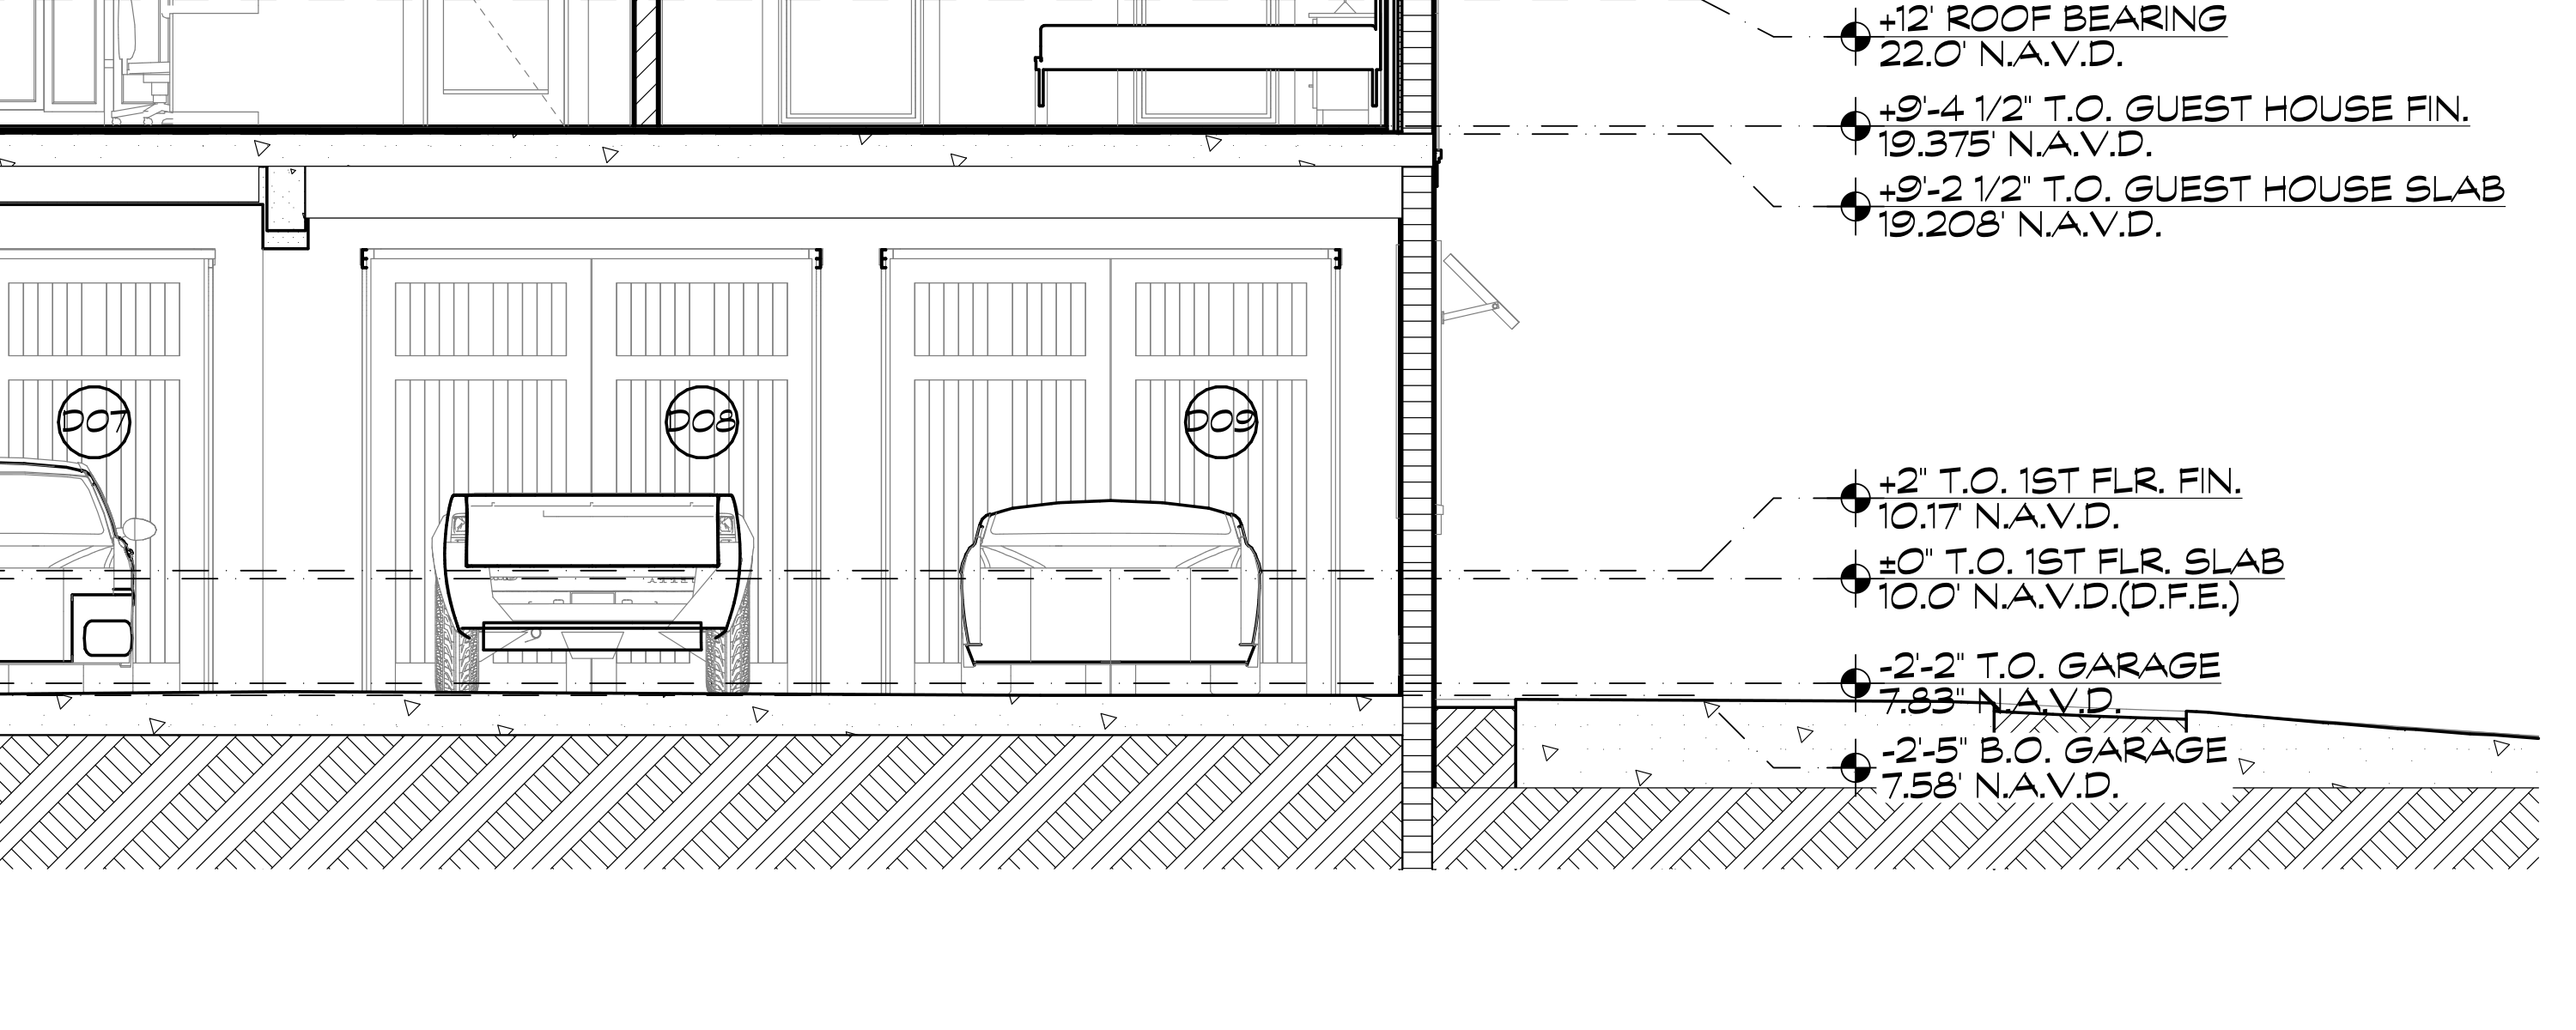 +12' ROOF BEARING
22.0' N.A.V.D.
+9'-4 1/2" T.O. GUEST HOUSE FIN.
19.375' N.A.V.D.
+9'-2 1/2" T.O. GUEST HOUSE SLAB
19.208' N.A.V.D.
D07
D08
D09
+2" T.O. 1ST FLR. FIN.
10.17' N.A.V.D.
±0" T.O. 1ST FLR. SLAB
10.0' N.A.V.D.(D.F.E.)
-2'-2" T.O. GARAGE
7.83" N.A.V.D.
-2'-5" B.O. GARAGE
7.58' N.A.V.D.